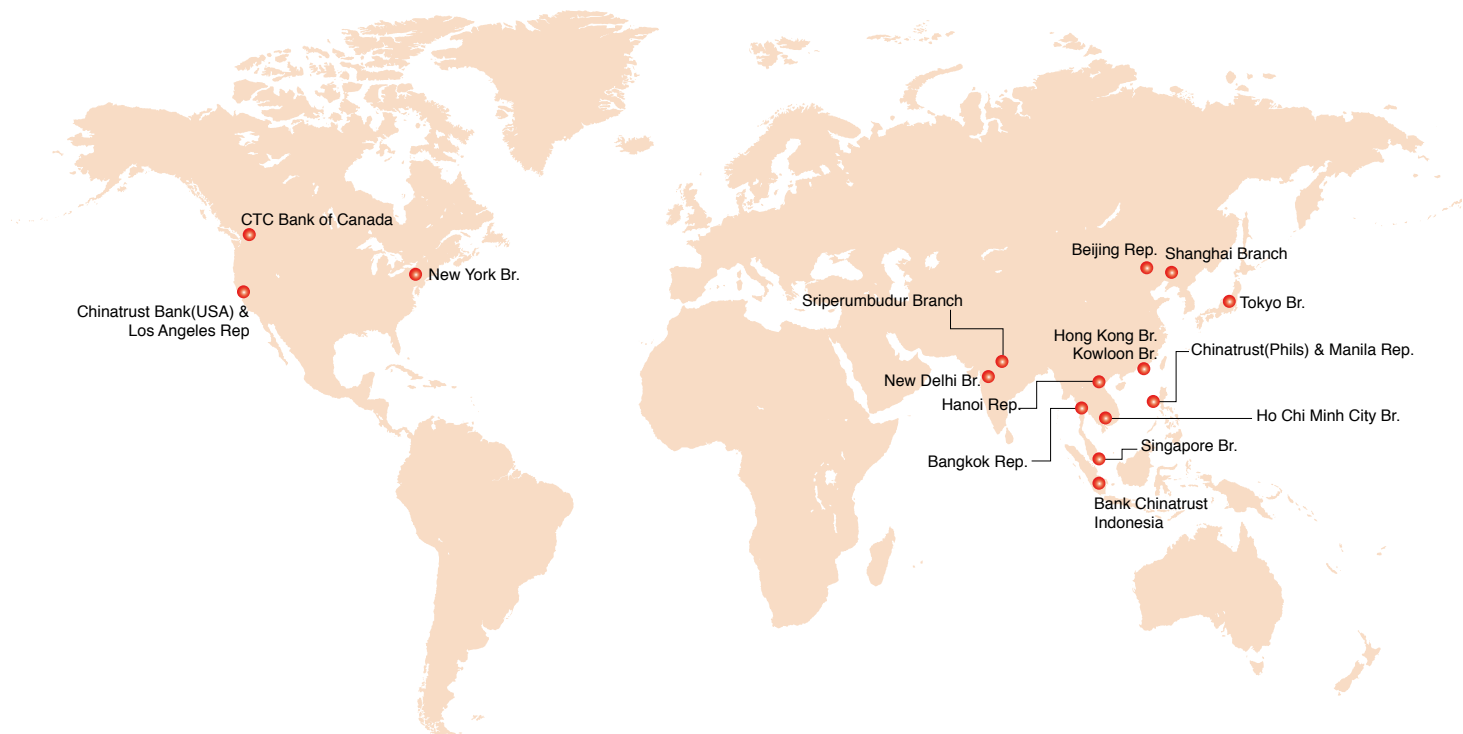 CTC Bank of Canada
New York Br.
Chinatrust Bank(USA) &
Los Angeles Rep
Beijing Rep.
Shanghai Branch
Sriperumbudur Branch
Tokyo Br.
Hong Kong Br.
Kowloon Br.
Chinatrust(Phils) & Manila Rep.
New Delhi Br.
Hanoi Rep.
Ho Chi Minh City Br.
Bangkok Rep.
Singapore Br.
Bank Chinatrust
Indonesia